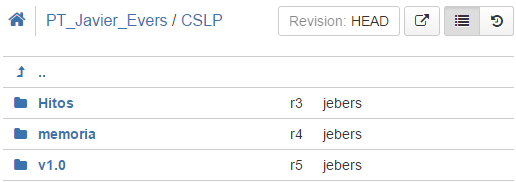 PT_Javier_Evers / CSLP Revision: HEAD
..
Hitos r3 jebers
memoria r4 jebers
v1.0 r5 jebers